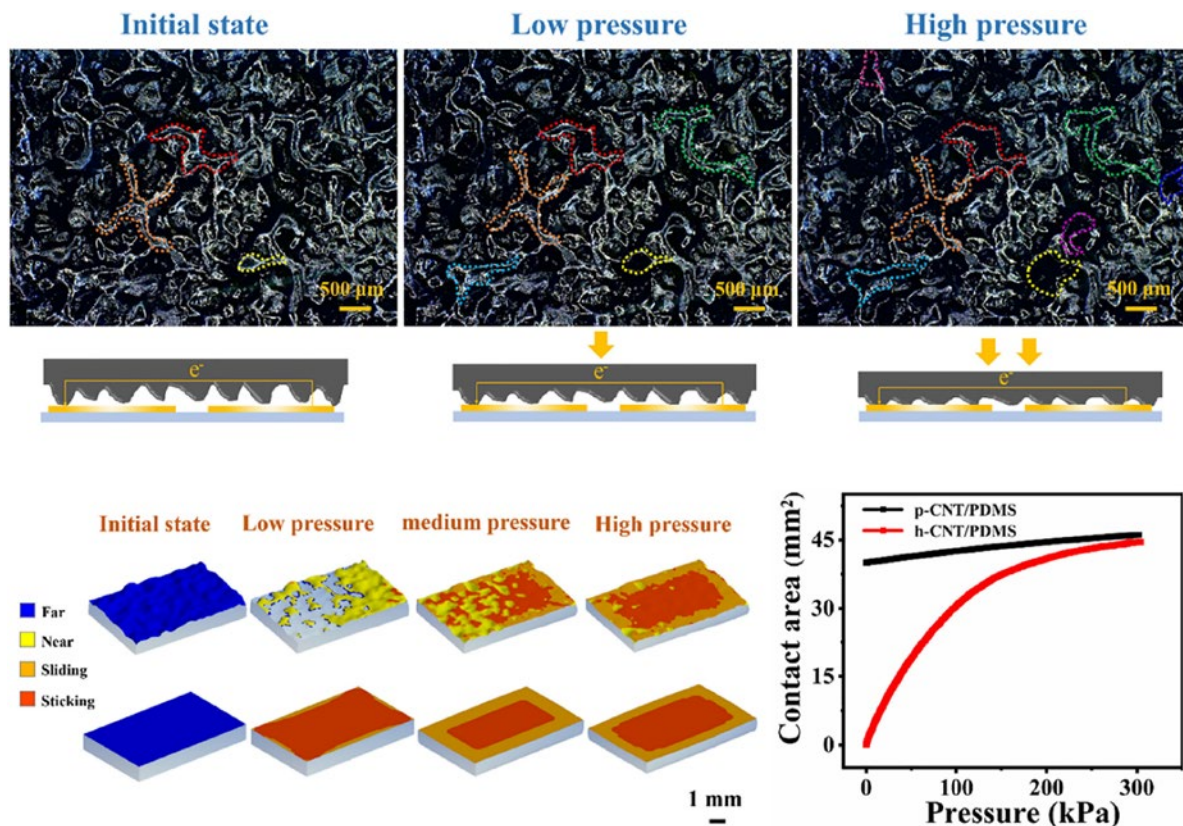 Initial state
Low pressure
High pressure
500 μm
500 μm
500 μm
e⁻
e⁻
e⁻
Initial state
Low pressure
medium pressure
High pressure
Far
Near
Sliding
Sticking
1 mm
p-CNT/PDMS
h-CNT/PDMS
Contact area (mm²)
45
30
15
0
0
100
200
300
Pressure (kPa)